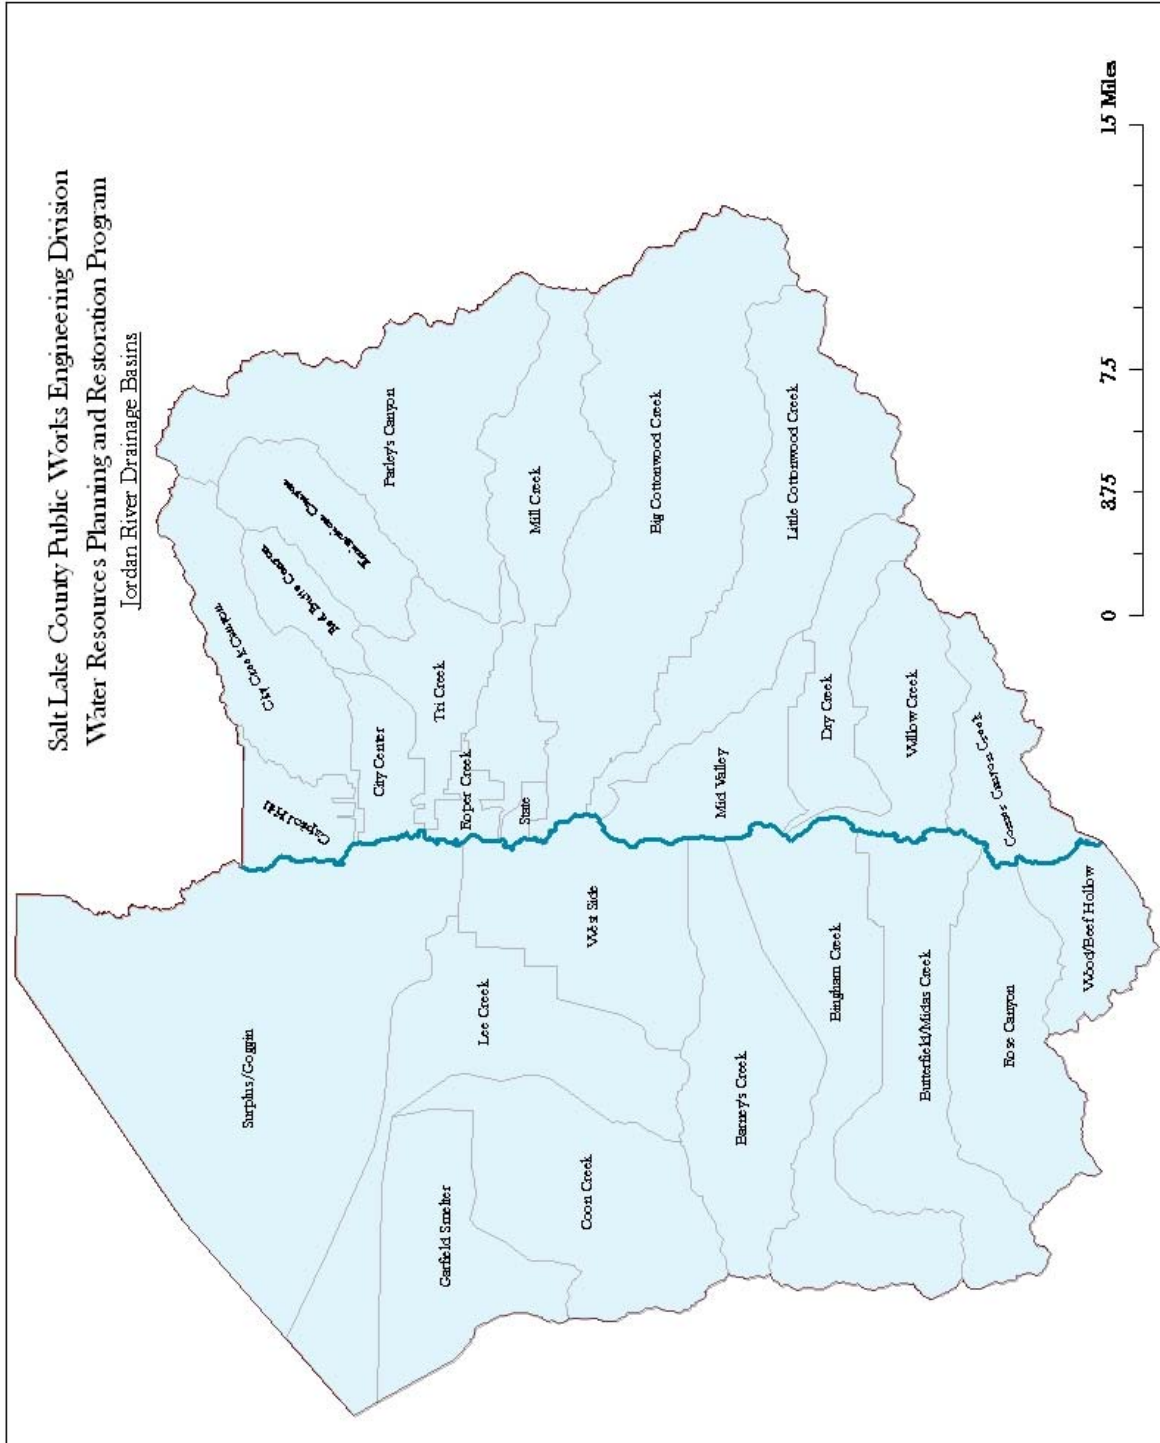 Salt Lake County Public Works Engineering Division
Water Resources Planning and Restoration Program
Jordan River Drainage Basins
Surplus/Goggin
Capitol Hill
City Creek Canyon
Red Butte Canyon
Emigration Canyon
Parley's Canyon
City Center
Tri Creek
Garfield Smelter
Lee Creek
Roper Creek
State
Mill Creek
Coon Creek
West Side
Big Cottonwood Creek
Barney's Creek
Mid Valley
Little Cottonwood Creek
Bingham Creek
Dry Creek
Butterfield/Midas Creek
Willow Creek
Rose Canyon
Corner Canyon Creek
Wood/Beef Hollow
0 3.75 7.5 15 Miles